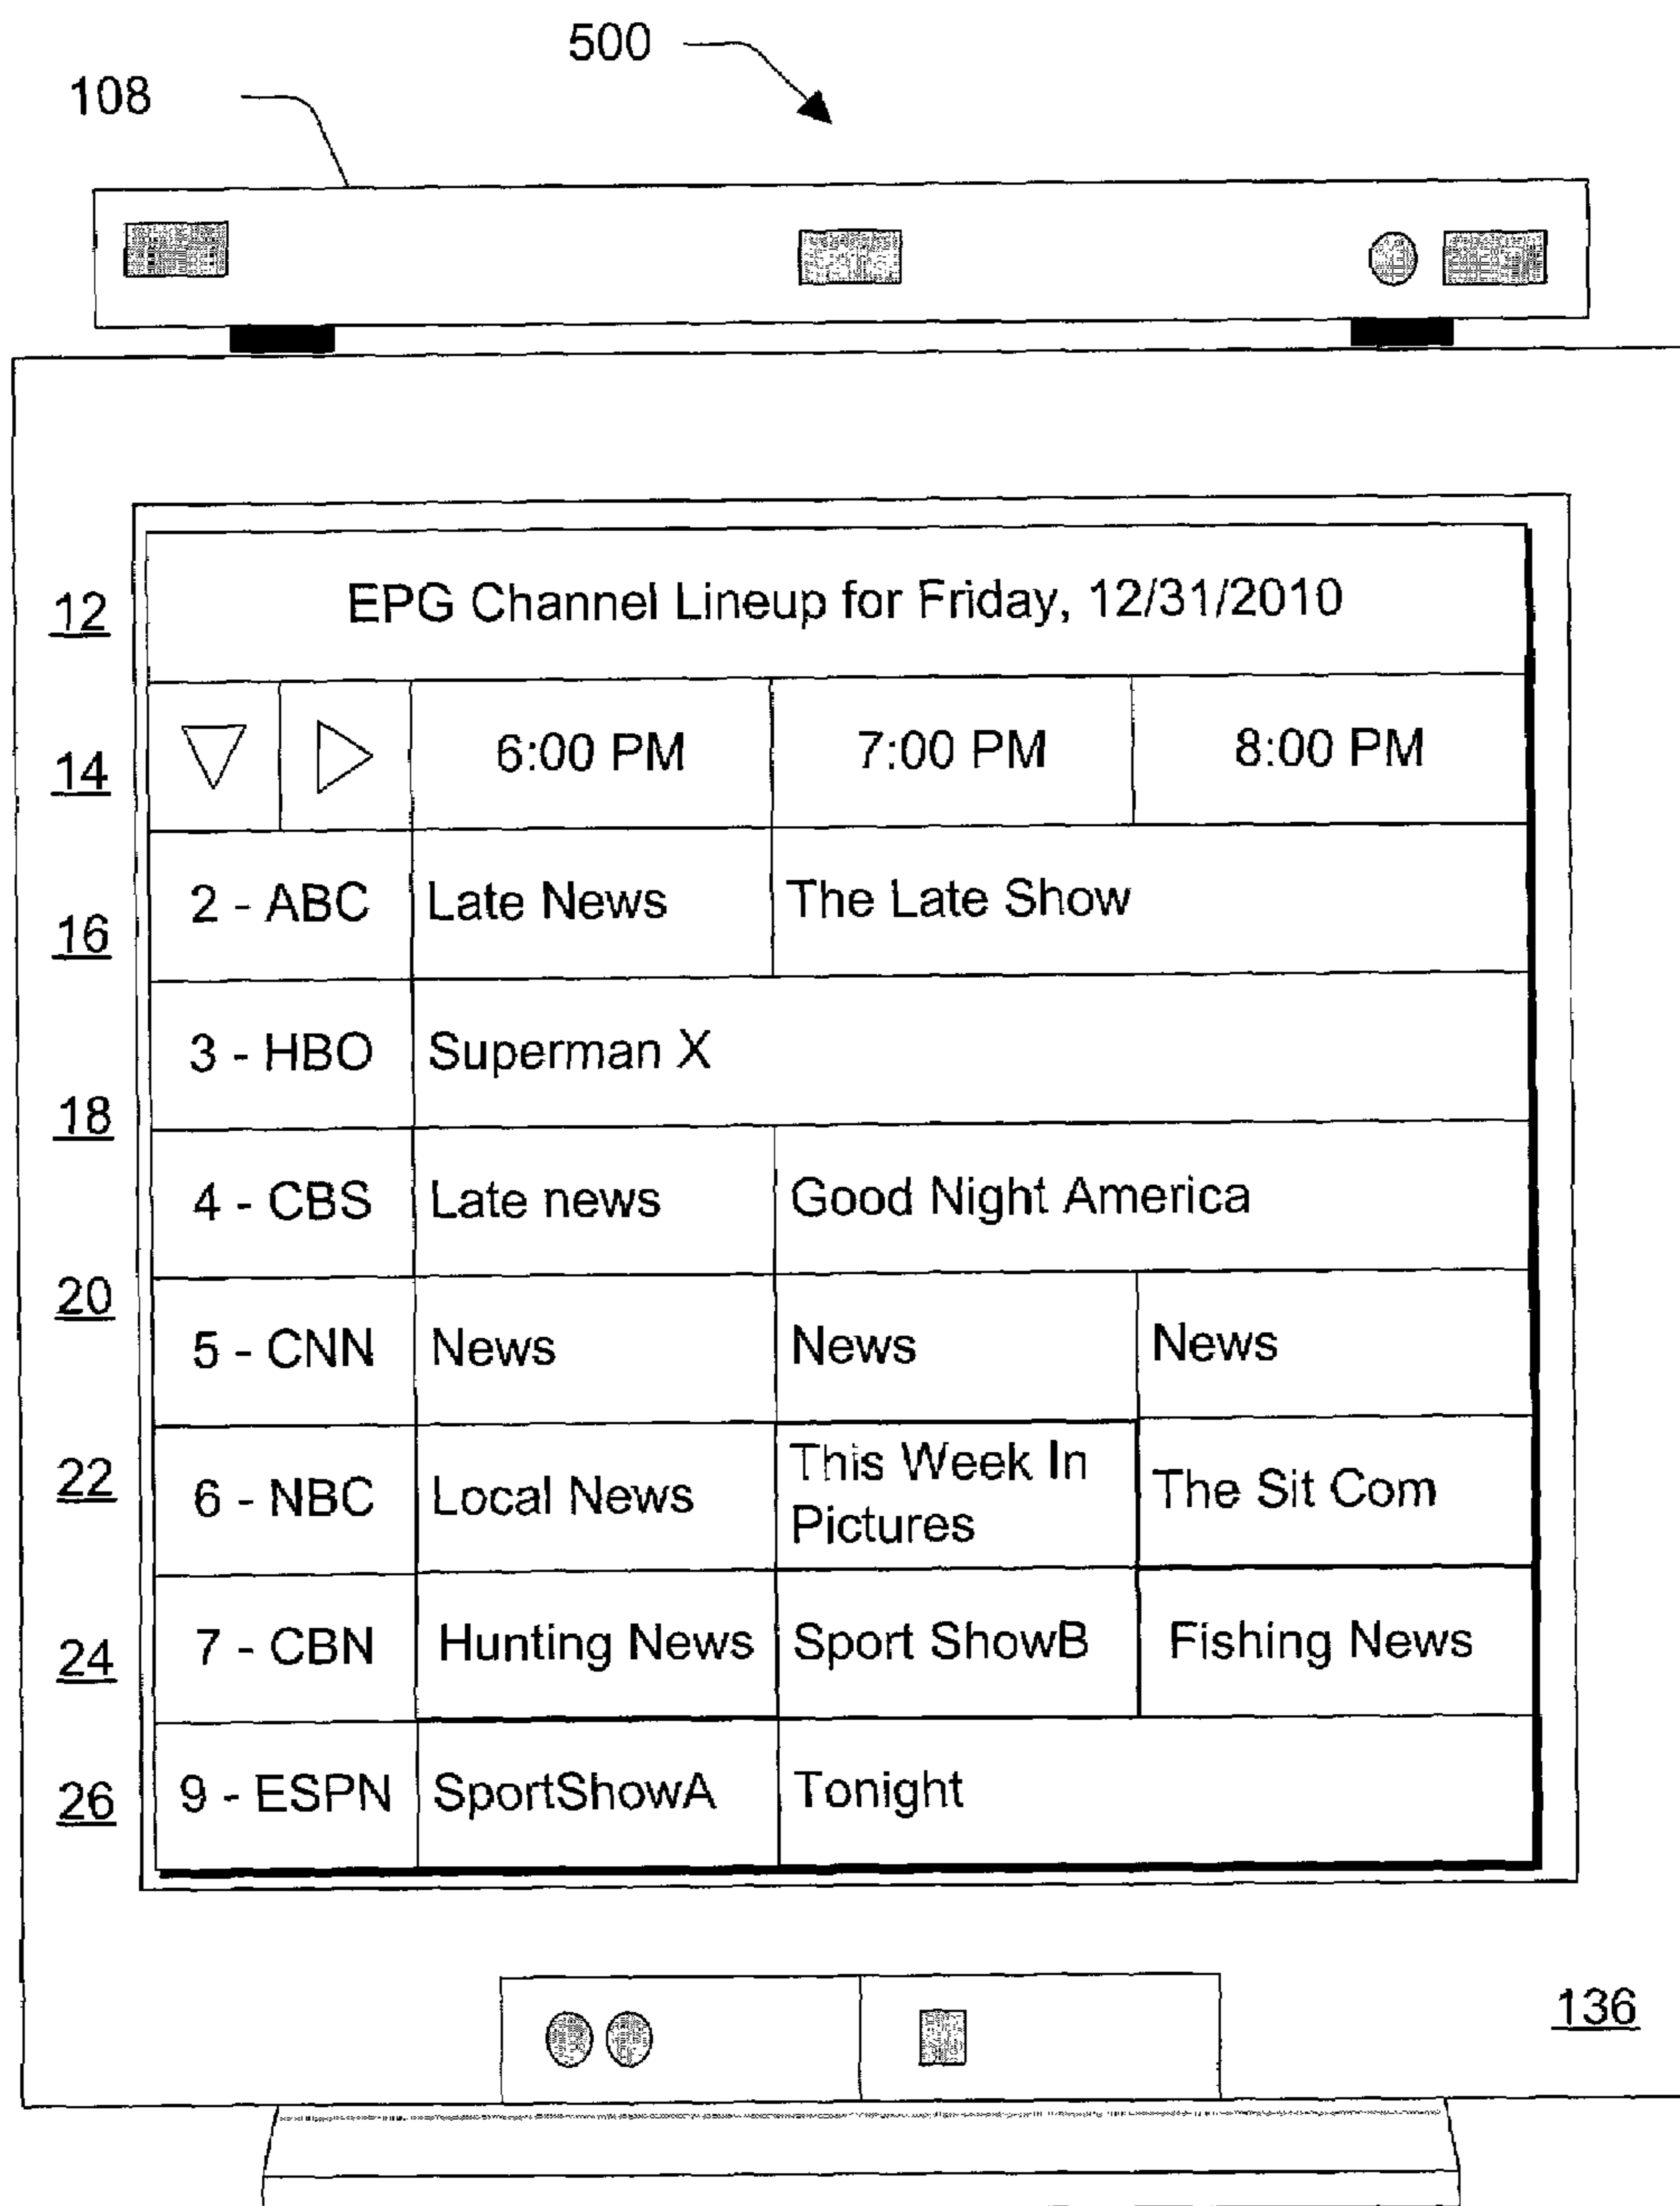 500
108
12
EPG Channel Lineup for Friday, 12/31/2010
14
6:00 PM
7:00 PM
8:00 PM
16
2 - ABC
Late News
The Late Show
3 - HBO
Superman X
18
4 - CBS
Late news
Good Night America
20
5 - CNN
News
News
News
22
6 - NBC
Local News
This Week In
Pictures
The Sit Com
24
7 - CBN
Hunting News
Sport ShowB
Fishing News
26
9 - ESPN
SportShowA
Tonight
136